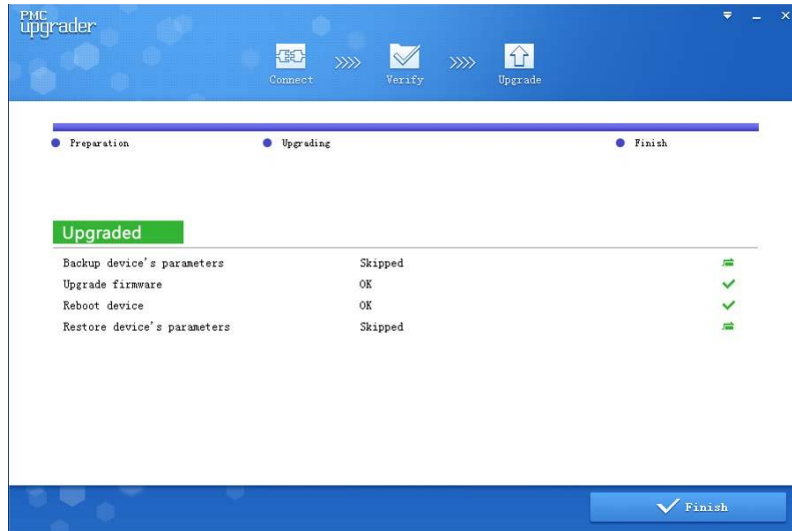 PMC
upgrader
Connect
Verify
Upgrade
Preparation
Upgrading
Finish
Upgraded
Backup device's parameters Skipped
Upgrade firmware OK
Reboot device OK
Restore device's parameters Skipped
Finish